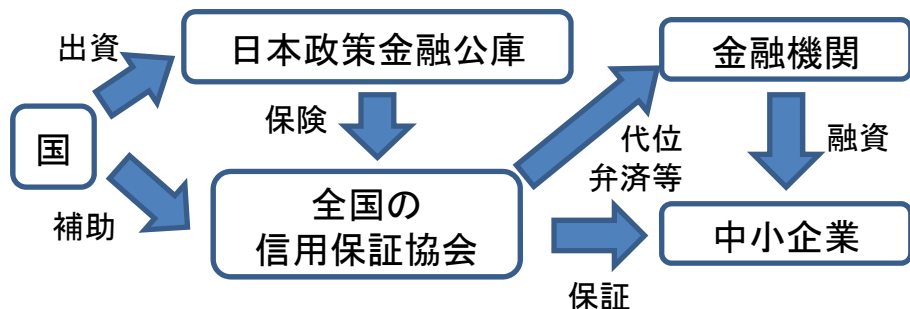 出資
日本政策金融公庫
金融機関
国
保険
代位
弁済等
融資
補助
全国の
信用保証協会
保証
中小企業